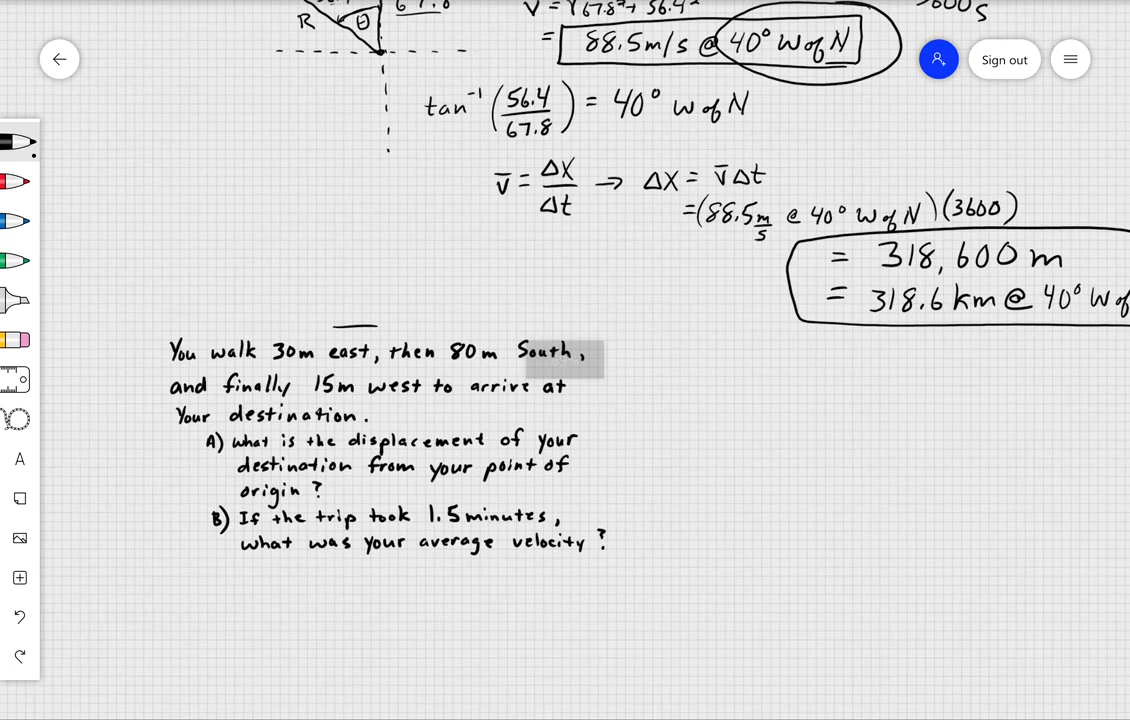 R θ 67.8
v̄ = √67.8² + 56.4²
3600 s
= 88.5 m/s @ 40° W of N
Sign out
tan⁻¹ (56.4/67.8) = 40° W of N
v̄ = ΔX/Δt → ΔX = v̄Δt
= (88.5 m/s @ 40° W of N)(3600)
= 318,600 m
= 318.6 km @ 40° W of
You walk 30m east, then 80m South,
and finally 15m west to arrive at
Your destination.
A) What is the displacement of your
destination from your point of
origin?
B) If the trip took 1.5 minutes,
what was your average velocity?
A